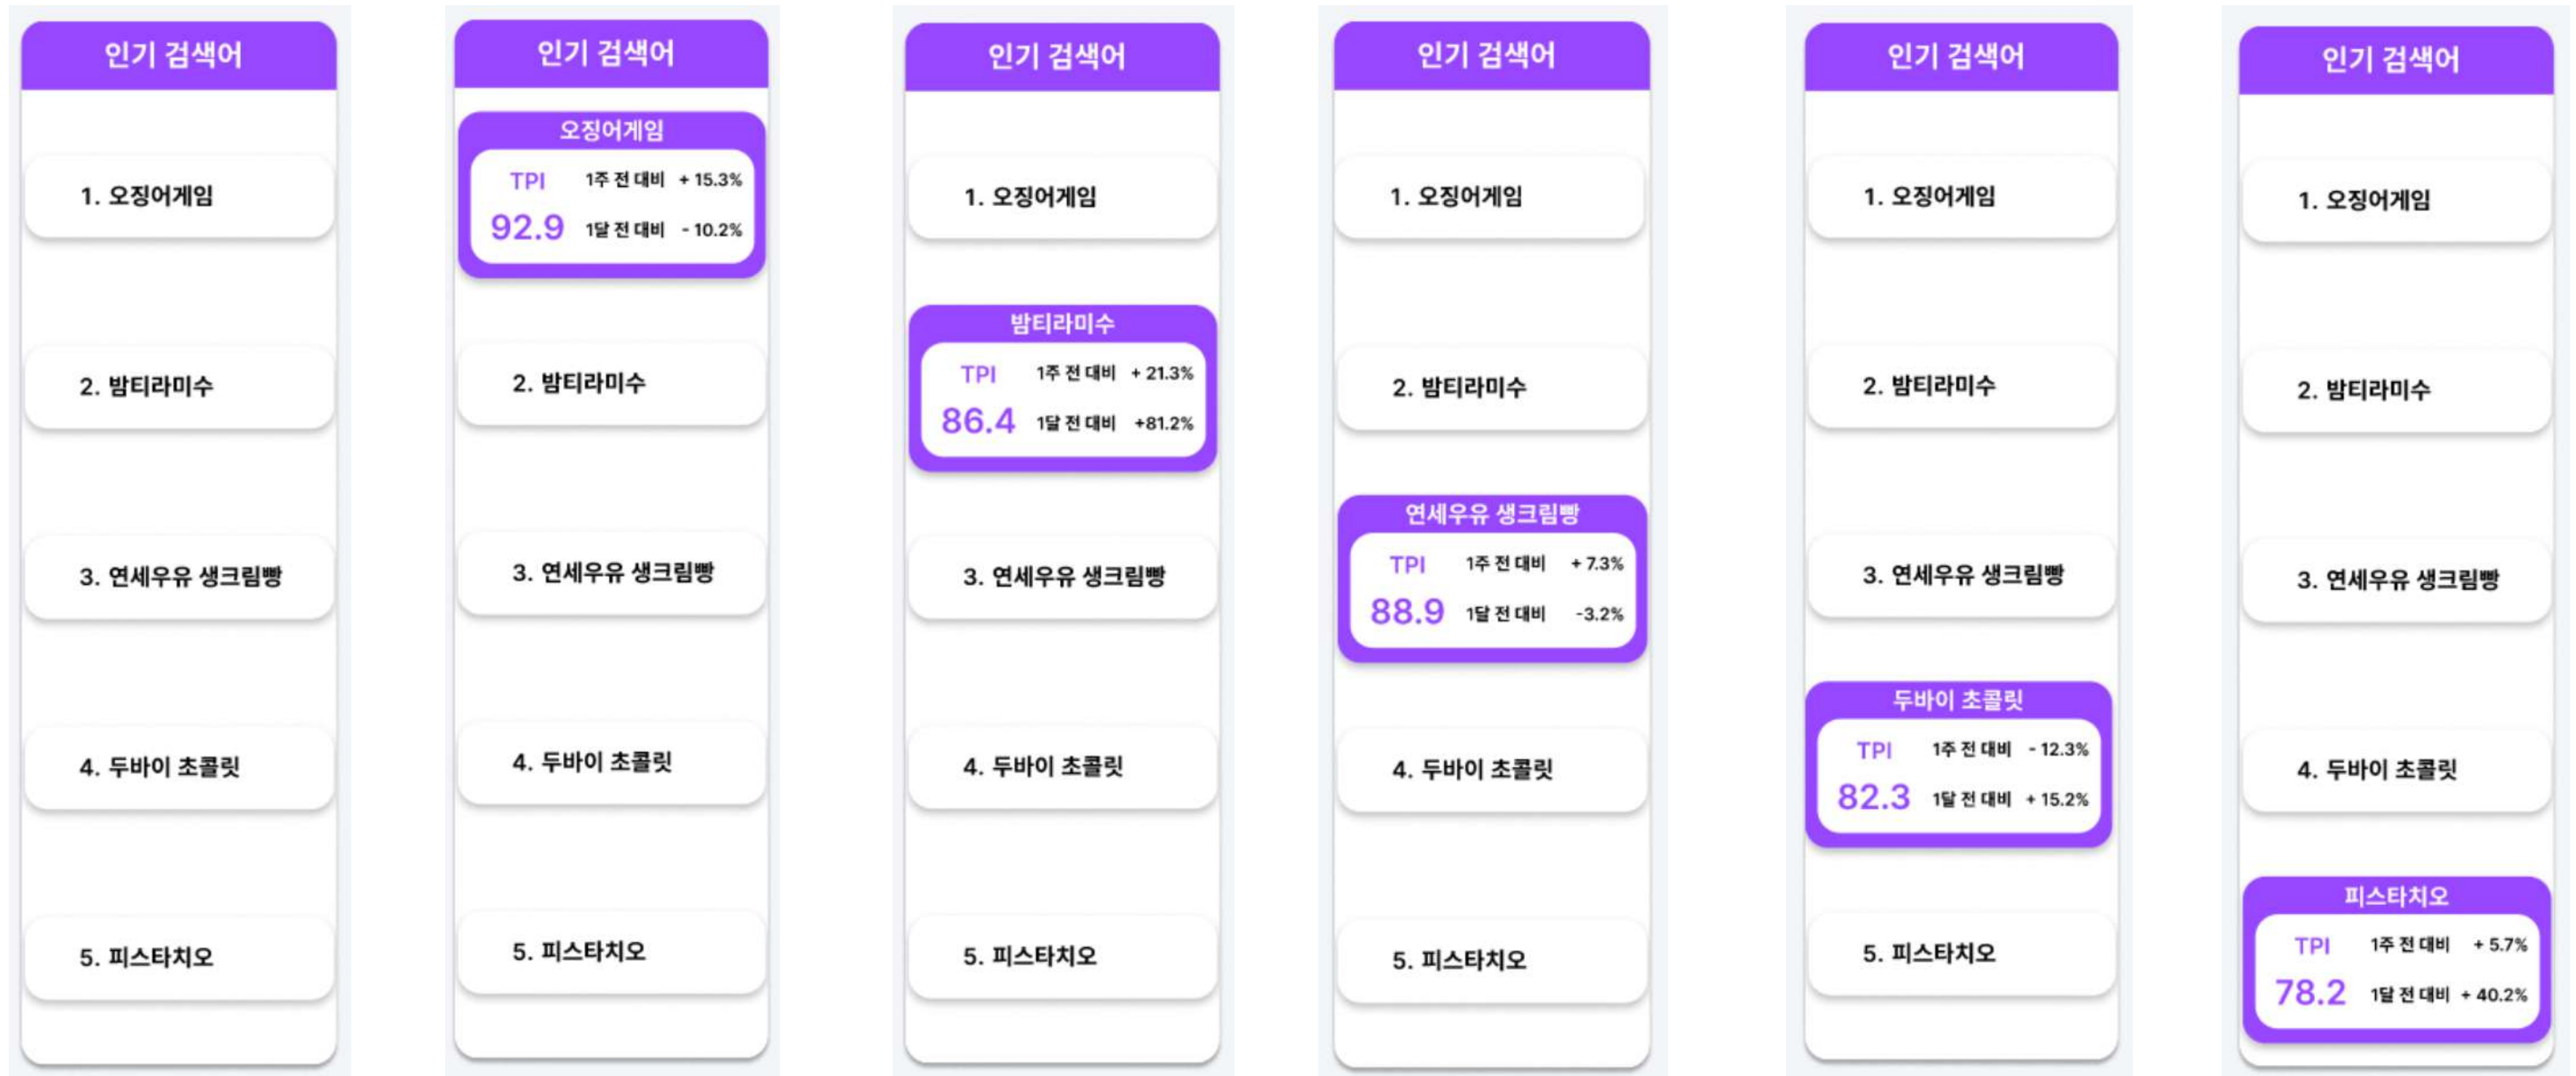 인기 검색어
1. 오징어게임
2. 밤티라미수
3. 연세우유 생크림빵
4. 두바이 초콜릿
5. 피스타치오
인기 검색어
오징어게임
TPI 1주 전 대비 + 15.3%
92.9 1달 전 대비 - 10.2%
2. 밤티라미수
3. 연세우유 생크림빵
4. 두바이 초콜릿
5. 피스타치오
인기 검색어
1. 오징어게임
밤티라미수
TPI 1주 전 대비 + 21.3%
86.4 1달 전 대비 +81.2%
3. 연세우유 생크림빵
4. 두바이 초콜릿
5. 피스타치오
인기 검색어
1. 오징어게임
2. 밤티라미수
연세우유 생크림빵
TPI 1주 전 대비 + 7.3%
88.9 1달 전 대비 -3.2%
4. 두바이 초콜릿
5. 피스타치오
인기 검색어
1. 오징어게임
2. 밤티라미수
3. 연세우유 생크림빵
두바이 초콜릿
TPI 1주 전 대비 - 12.3%
82.3 1달 전 대비 + 15.2%
5. 피스타치오
인기 검색어
1. 오징어게임
2. 밤티라미수
3. 연세우유 생크림빵
4. 두바이 초콜릿
피스타치오
TPI 1주 전 대비 + 5.7%
78.2 1달 전 대비 + 40.2%